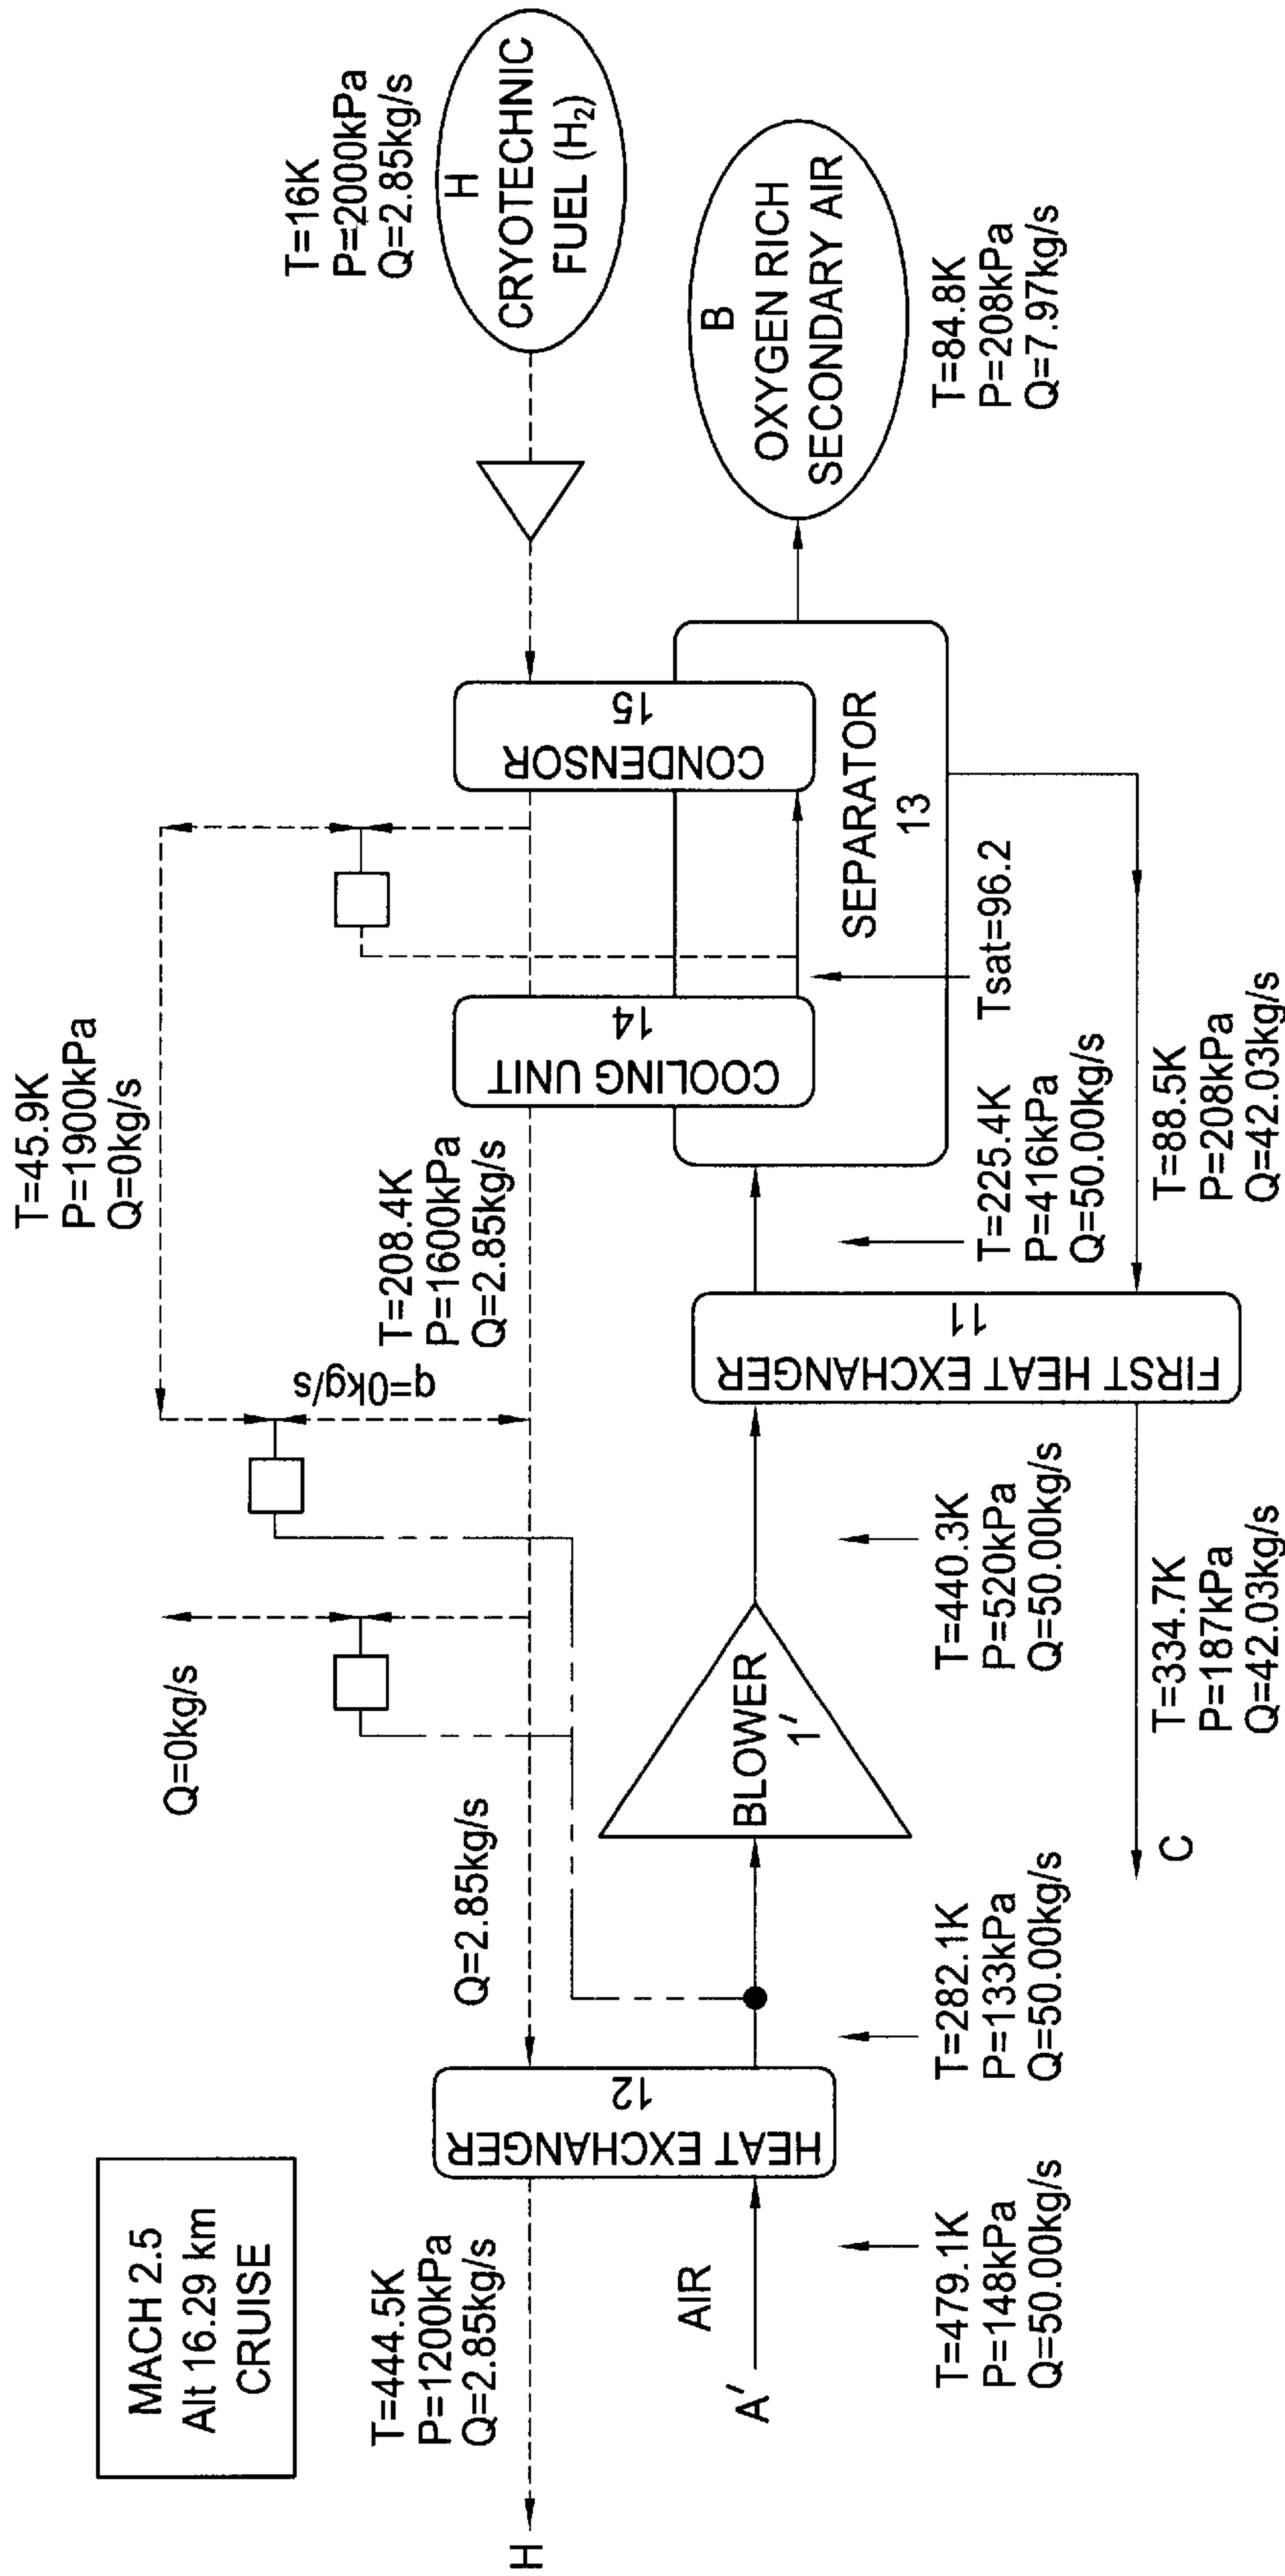 MACH 2.5
Alt 16.29 km
CRUISE
H
T=444.5K
P=1200kPa
Q=2.85kg/s
A'
AIR
T=479.1K
P=148kPa
Q=50.00kg/s
HEAT EXCHANGER
12
T=282.1K
P=133kPa
Q=50.00kg/s
Q=2.85kg/s
Q=0kg/s
BLOWER
1'
T=440.3K
P=520kPa
Q=50.00kg/s
C
T=334.7K
P=187kPa
Q=42.03kg/s
FIRST HEAT EXCHANGER
11
q=0kg/s
T=208.4K
P=1600kPa
Q=2.85kg/s
T=45.9K
P=1900kPa
Q=0kg/s
T=225.4K
P=416kPa
Q=50.00kg/s
T=88.5K
P=208kPa
Q=42.03kg/s
COOLING UNIT
14
Tsat=96.2
SEPARATOR
13
CONDENSOR
15
T=16K
P=2000kPa
Q=2.85kg/s
H
CRYOTECHNIC
FUEL (H₂)
B
OXYGEN RICH
SECONDARY AIR
T=84.8K
P=208kPa
Q=7.97kg/s